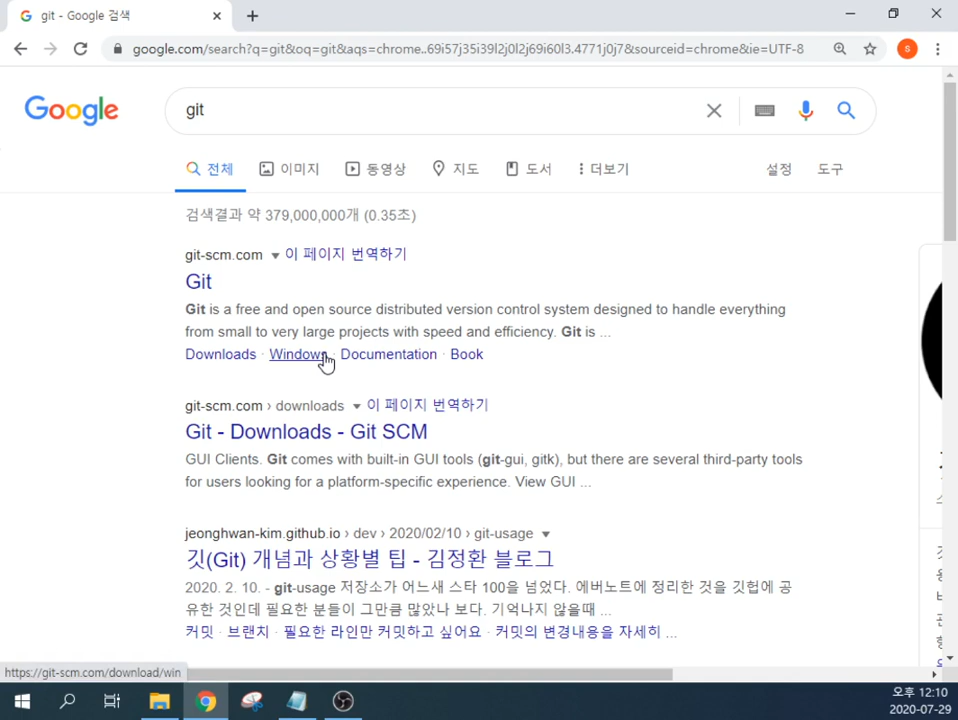 git - Google 검색
google.com/search?q=git&oq=git&aqs=chrome..69i57j35i39l2j0l2j69i60l3.4771j0j7&sourceid=chrome&ie=UTF-8
S
Google
git
전체 이미지 동영상 지도 도서 더보기 설정 도구
검색결과 약 379,000,000개 (0.35초)
git-scm.com 이 페이지 번역하기
Git
Git is a free and open source distributed version control system designed to handle everything
from small to very large projects with speed and efficiency. Git is ...
Downloads · Windows · Documentation · Book
git-scm.com › downloads 이 페이지 번역하기
Git - Downloads - Git SCM
GUI Clients. Git comes with built-in GUI tools (git-gui, gitk), but there are several third-party tools
for users looking for a platform-specific experience. View GUI ...
jeonghwan-kim.github.io › dev › 2020/02/10 › git-usage
깃(Git) 개념과 상황별 팁 - 김정환 블로그
2020. 2. 10. - git-usage 저장소가 어느새 스타 100을 넘었다. 에버노트에 정리한 것을 깃헙에 공
유한 것인데 필요한 분들이 그만큼 많았나 보다. 기억나지 않을때 ...
커밋 · 브랜치 · 필요한 라인만 커밋하고 싶어요 · 커밋의 변경내용을 자세히 ...
https://git-scm.com/download/win
오후 12:10
2020-07-29